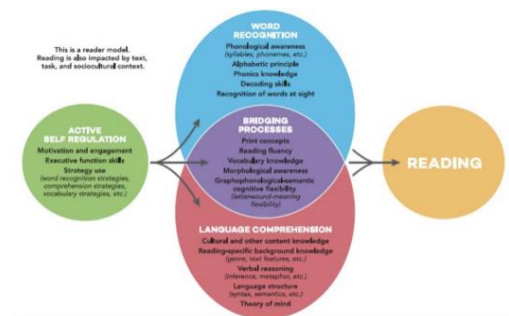 This is a reader model.
Reading is also impacted by text,
task, and sociocultural context.
WORD
RECOGNITION
Phonological awareness
(syllables, phonemes, etc.)
Alphabetic principle
Phonics knowledge
Decoding skills
Recognition of words at sight
ACTIVE
SELF REGULATION
Motivation and engagement
Executive function skills
Strategy use
(word recognition strategies,
comprehension strategies,
vocabulary strategies, etc.)
BRIDGING
PROCESSES
Print concepts
Reading fluency
Vocabulary knowledge
Morphological awareness
Graphophonological-semantic
cognitive flexibility
(letter-sound-meaning
flexibility)
LANGUAGE COMPREHENSION
Cultural and other content knowledge
Reading-specific background knowledge
(genre, text features, etc.)
Verbal reasoning
(inference, metaphor, etc.)
Language structure
(syntax, semantics, etc.)
Theory of mind
READING